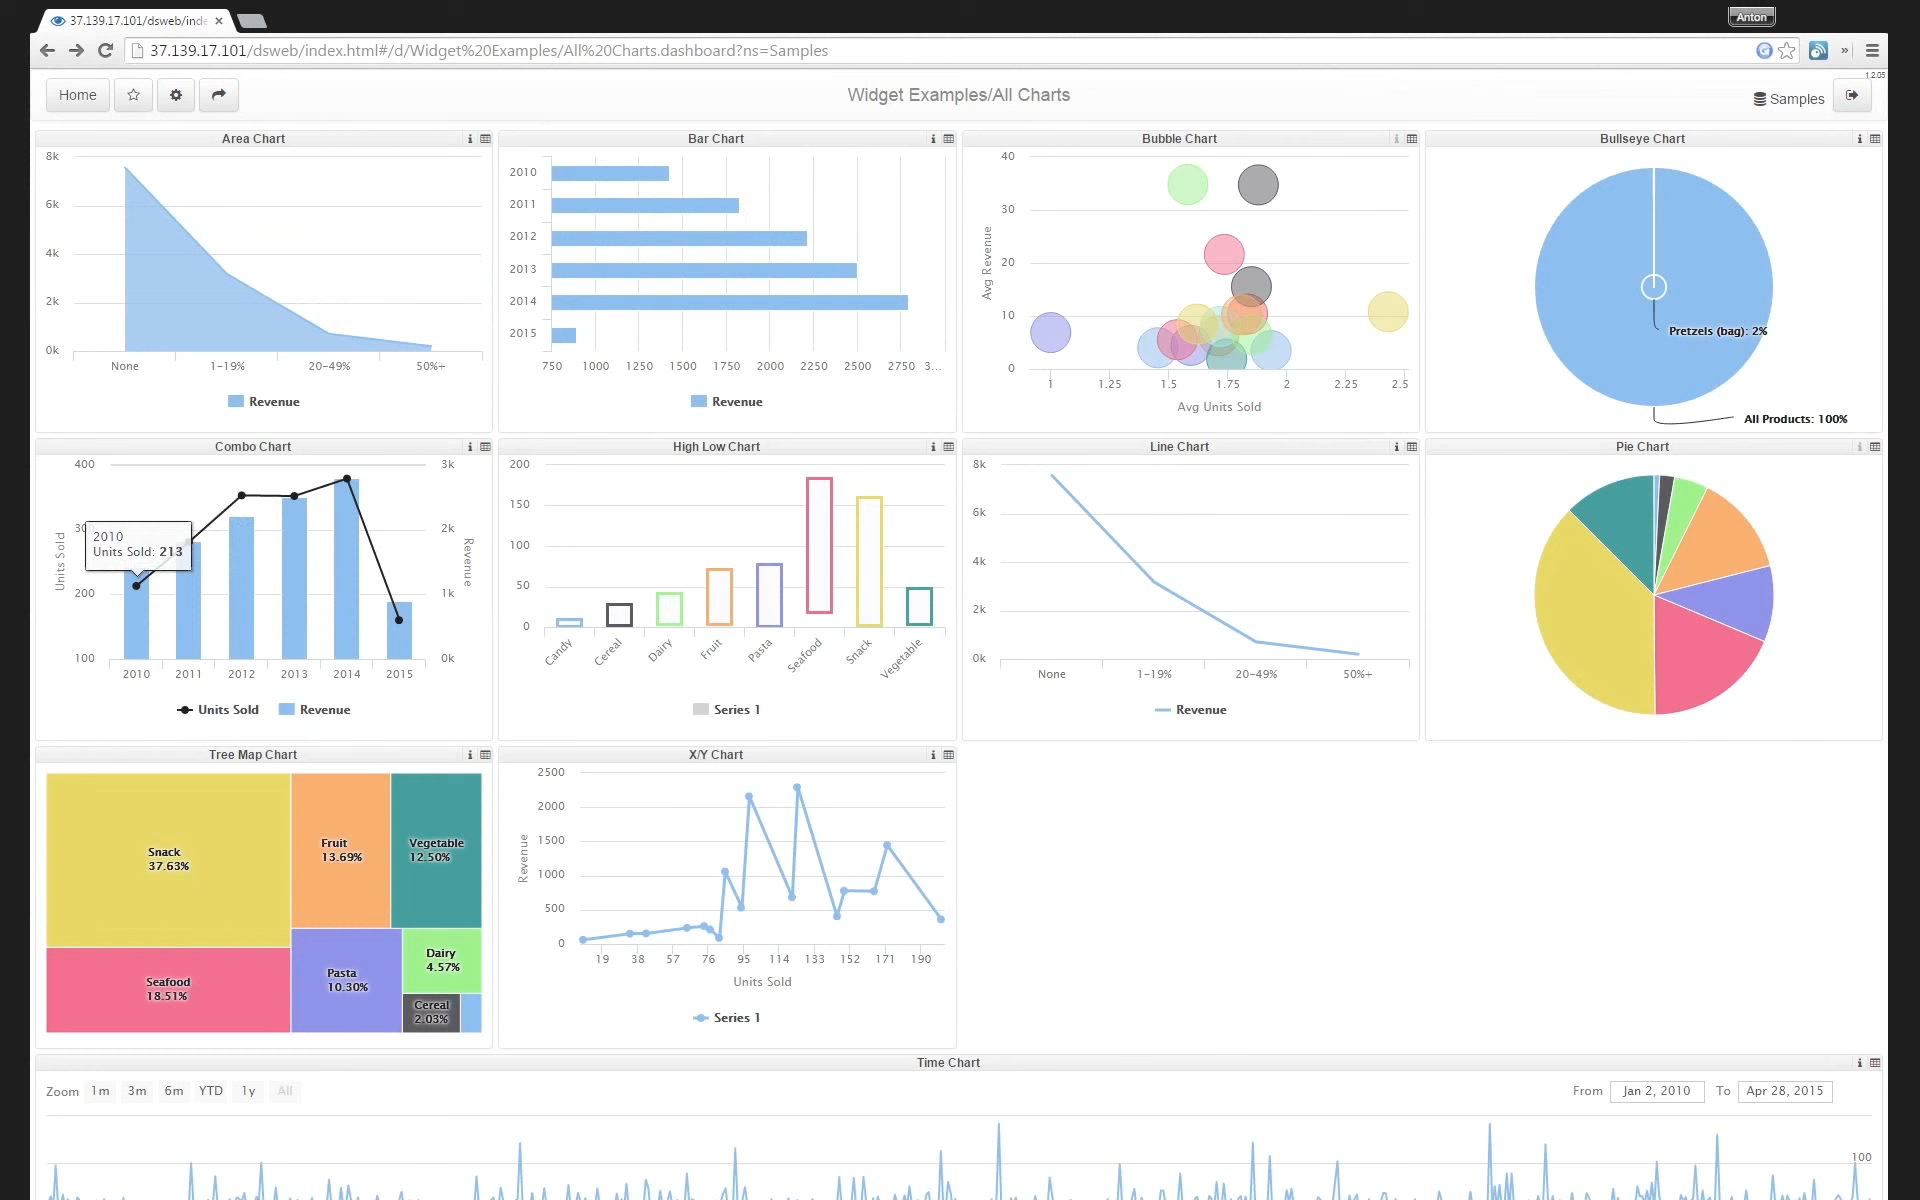 Anton
37.139.17.101/dsweb/inde
37.139.17.101/dsweb/index.html#/d/Widget%20Examples/All%20Charts.dashboard?ns=Samples
1.2.05
Home
Widget Examples/All Charts
Samples
Area Chart
8k
6k
4k
2k
0k
None 1-19% 20-49% 50%+
Revenue
Bar Chart
2010
2011
2012
2013
2014
2015
750 1000 1250 1500 1750 2000 2250 2500 2750 3...
Revenue
Bubble Chart
Avg Revenue
40
30
20
10
0
1 1.25 1.5 1.75 2 2.25 2.5
Avg Units Sold
Bullseye Chart
Pretzels (bag): 2%
All Products: 100%
Combo Chart
Units Sold
400
30
200
100
2010
Units Sold: 213
3k
2k
1k
0k
Revenue
2010 2011 2012 2013 2014 2015
Units Sold Revenue
High Low Chart
200
150
100
50
0
Candy Cereal Dairy Fruit Pasta Seafood Snack Vegetable
Series 1
Line Chart
8k
6k
4k
2k
0k
None 1-19% 20-49% 50%+
Revenue
Pie Chart
Tree Map Chart
Snack
37.63%
Fruit
13.69%
Vegetable
12.50%
Seafood
18.51%
Pasta
10.30%
Dairy
4.57%
Cereal
2.03%
X/Y Chart
Revenue
2500
2000
1500
1000
500
0
19 38 57 76 95 114 133 152 171 190
Units Sold
Series 1
Time Chart
Zoom 1m 3m 6m YTD 1y All
From Jan 2, 2010 To Apr 28, 2015
100